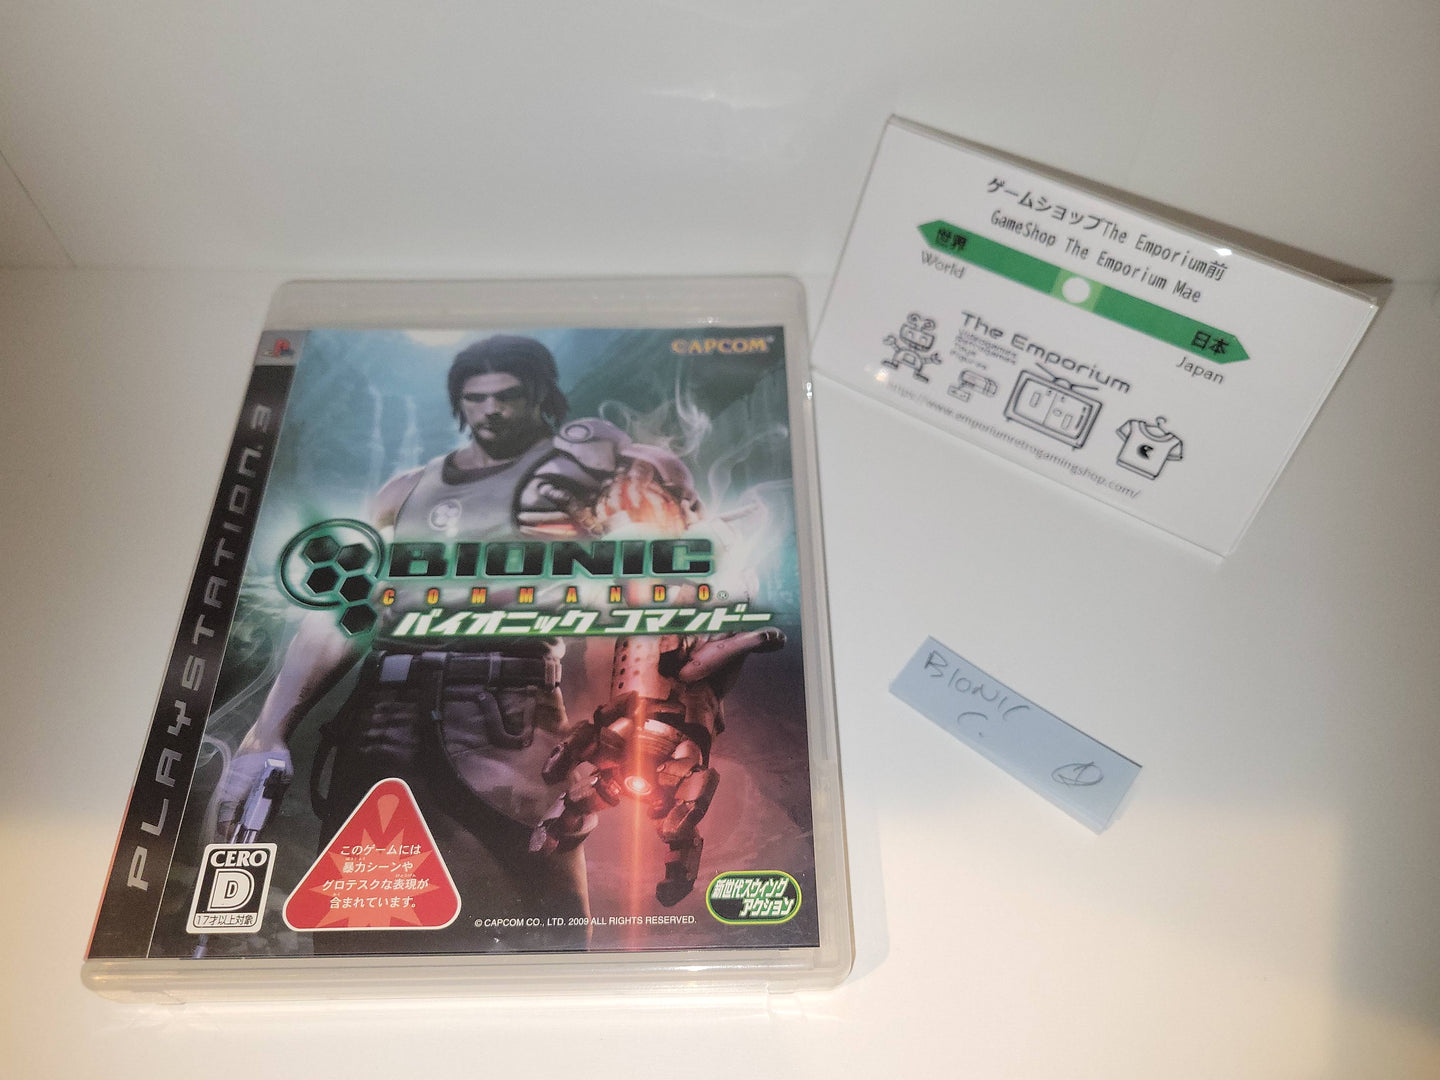 PLAYSTATION 3
CAPCOM
BIONIC
COMMANDO®
バイオニック コマンドー
CERO
D
17才以上対象
このゲームには
暴力シーンや
グロテスクな表現が
含まれています。
© CAPCOM CO., LTD. 2009 ALL RIGHTS RESERVED.
新世代スウィング
アクション
ゲームショップThe Emporium前
GameShop The Emporium Mae
世界
World
日本
Japan
The Emporium
Videogames
Retrogames
Toys
Figures
https://www.emporiumretrogamingshop.com/
BIONIC
C.